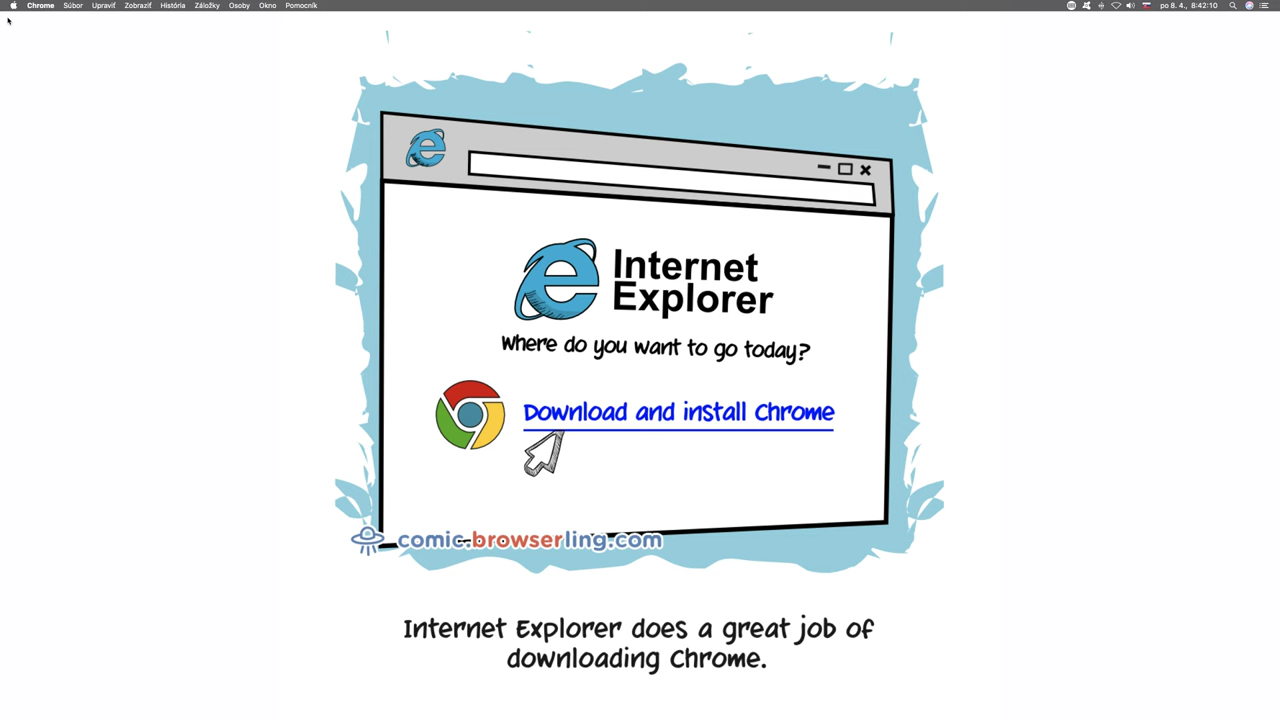 Chrome Súbor Upraviť Zobraziť História Záložky Osoby Okno Pomocník
po 8. 4., 8:42:10
Internet
Explorer
Where do you want to go today?
Download and install Chrome
comic.browserling.com
Internet Explorer does a great job of
downloading Chrome.